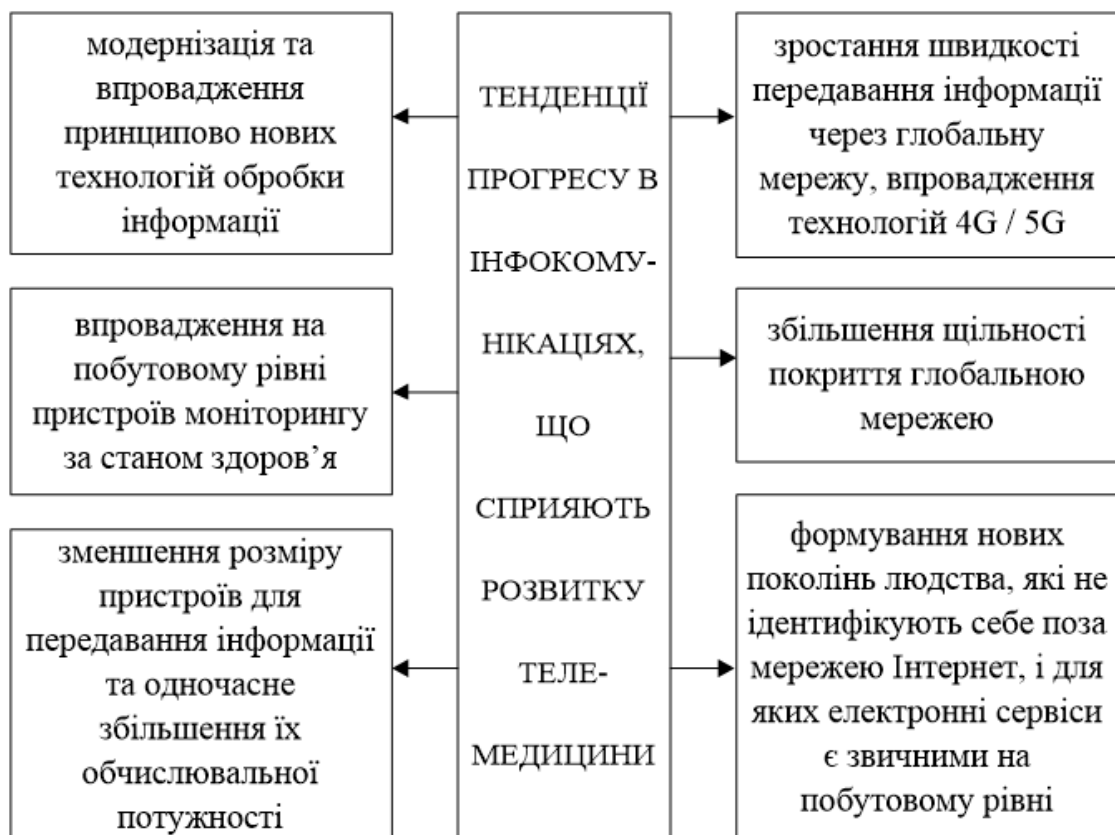 модернізація та
впровадження
принципово нових
технологій обробки
інформації
впровадження на
побутовому рівні
пристроїв моніторингу
за станом здоров’я
зменшення розміру
пристроїв для
передавання інформації
та одночасне
збільшення їх
обчислювальної
потужності
ТЕНДЕНЦІЇ
ПРОГРЕСУ В
ІНФОКОМУ-
НІКАЦІЯХ,
ЩО
СПРИЯЮТЬ
РОЗВИТКУ
ТЕЛЕ-
МЕДИЦИНИ
зростання швидкості
передавання інформації
через глобальну
мережу, впровадження
технологій 4G / 5G
збільшення щільності
покриття глобальною
мережею
формування нових
поколінь людства, які не
ідентифікують себе поза
мережею Інтернет, і для
яких електронні сервіси
є звичними на
побутовому рівні